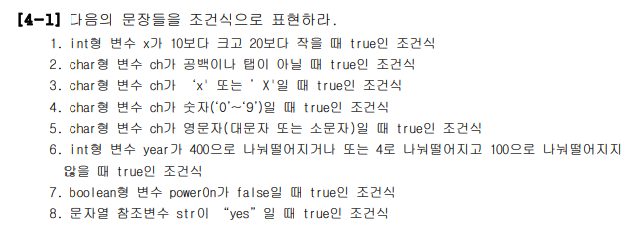 [4-1] 다음의 문장들을 조건식으로 표현하라.
1. int형 변수 x가 10보다 크고 20보다 작을 때 true인 조건식
2. char형 변수 ch가 공백이나 탭이 아닐 때 true인 조건식
3. char형 변수 ch가 ‘x' 또는 ’X'일 때 true인 조건식
4. char형 변수 ch가 숫자(‘0’~‘9’)일 때 true인 조건식
5. char형 변수 ch가 영문자(대문자 또는 소문자)일 때 true인 조건식
6. int형 변수 year가 400으로 나눠떨어지거나 또는 4로 나눠떨어지고 100으로 나눠떨어지지
않을 때 true인 조건식
7. boolean형 변수 powerOn가 false일 때 true인 조건식
8. 문자열 참조변수 str이 “yes”일 때 true인 조건식